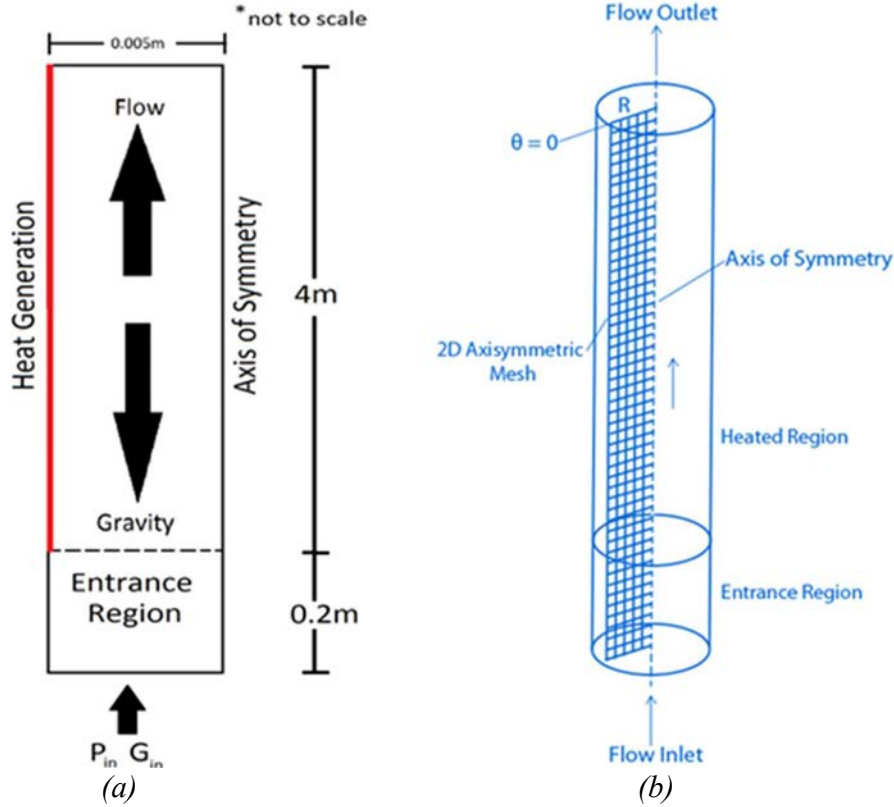 *not to scale
0.005m
Flow
Heat Generation
Axis of Symmetry
4m
Gravity
Entrance
Region
0.2m
Pin Gin
(a)
Flow Outlet
R
θ = 0
Axis of Symmetry
2D Axisymmetric
Mesh
Heated Region
Entrance Region
Flow Inlet
(b)